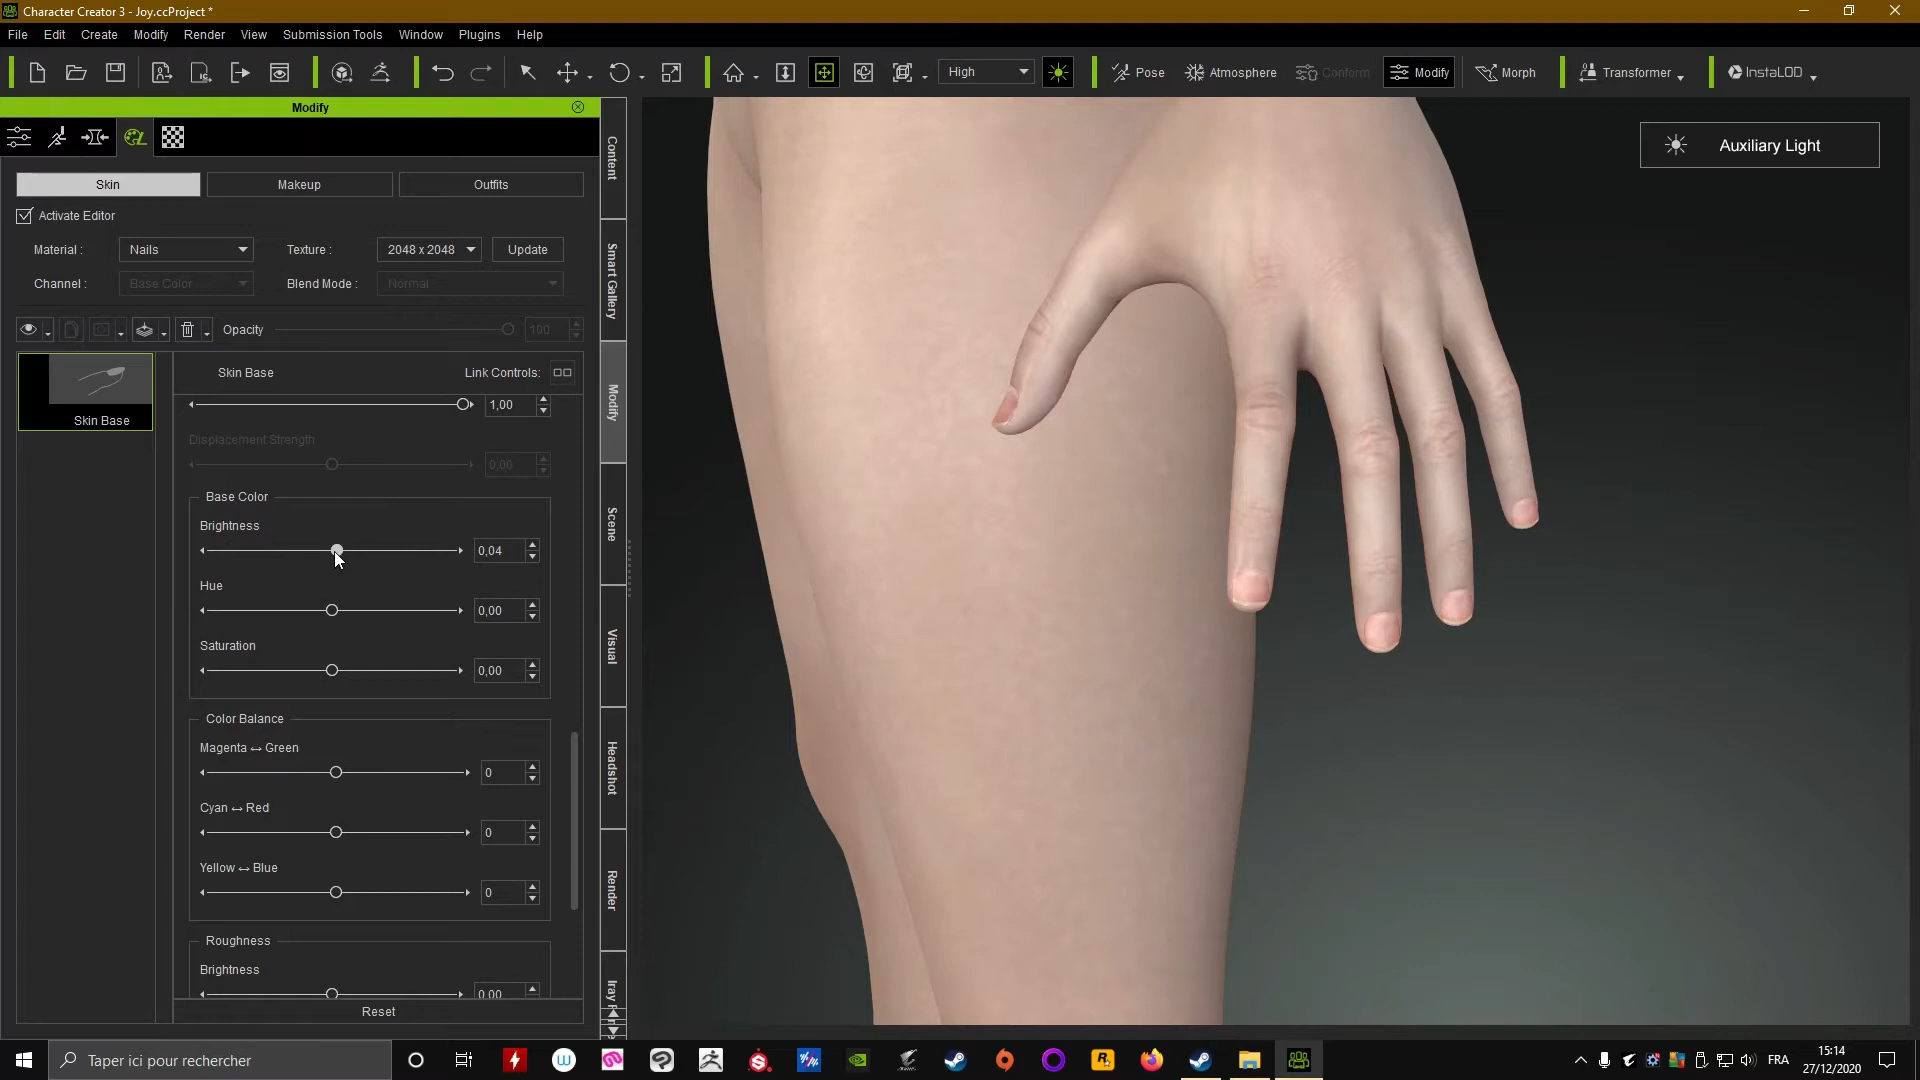 Character Creator 3 - Joy.ccProject *
File Edit Create Modify Render View Submission Tools Window Plugins Help
High Pose Atmosphere Conform Modify Morph Transformer InstaLOD
Modify
Skin Makeup Outfits
Activate Editor
Material : Nails Texture : 2048 x 2048 Update
Channel : Base Color Blend Mode : Normal
Opacity 100
Skin Base Link Controls:
1,00
Skin Base
Displacement Strength
0,00
Base Color
Brightness
0,04
Hue
0,00
Saturation
0,00
Color Balance
Magenta ↔ Green
0
Cyan ↔ Red
0
Yellow ↔ Blue
0
Roughness
Brightness
0,00
Reset
Content
Smart Gallery
Modify
Scene
Visual
Headshot
Render
Iray
Auxiliary Light
Taper ici pour rechercher
FRA
15:14
27/12/2020